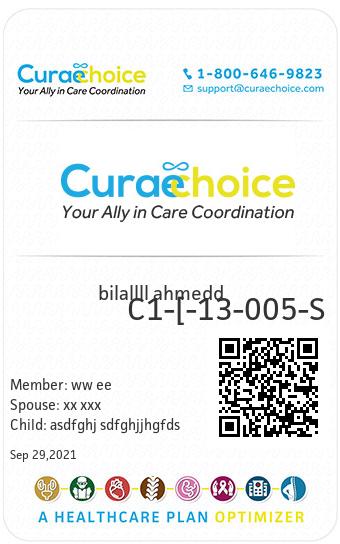 Curaechoice
Your Ally in Care Coordination
1-800-646-9823
support@curaechoice.com
Curaechoice
Your Ally in Care Coordination
bilallll ahmedd
C1-[-13-005-S
Member: ww ee
Spouse: xx xxx
Child: asdfghj sdfghjjhgfds
Sep 29,2021
A HEALTHCARE PLAN OPTIMIZER